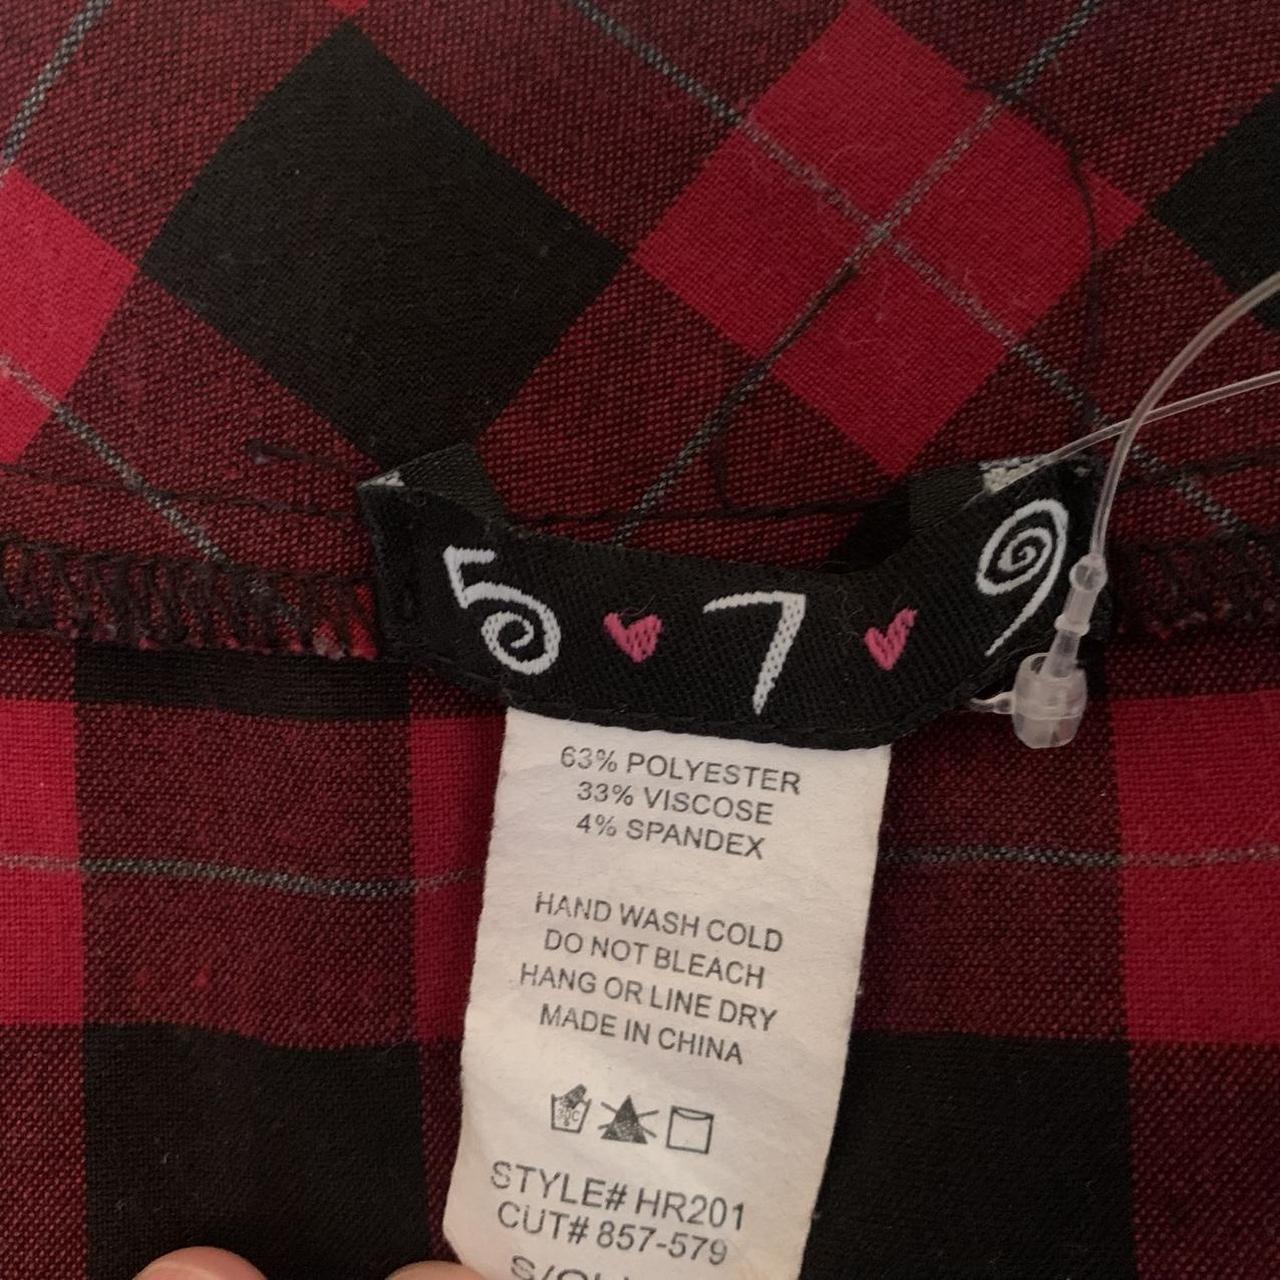 5 7 9
63% POLYESTER
33% VISCOSE
4% SPANDEX
HAND WASH COLD
DO NOT BLEACH
HANG OR LINE DRY
MADE IN CHINA
30C
STYLE# HR201
CUT# 857-579